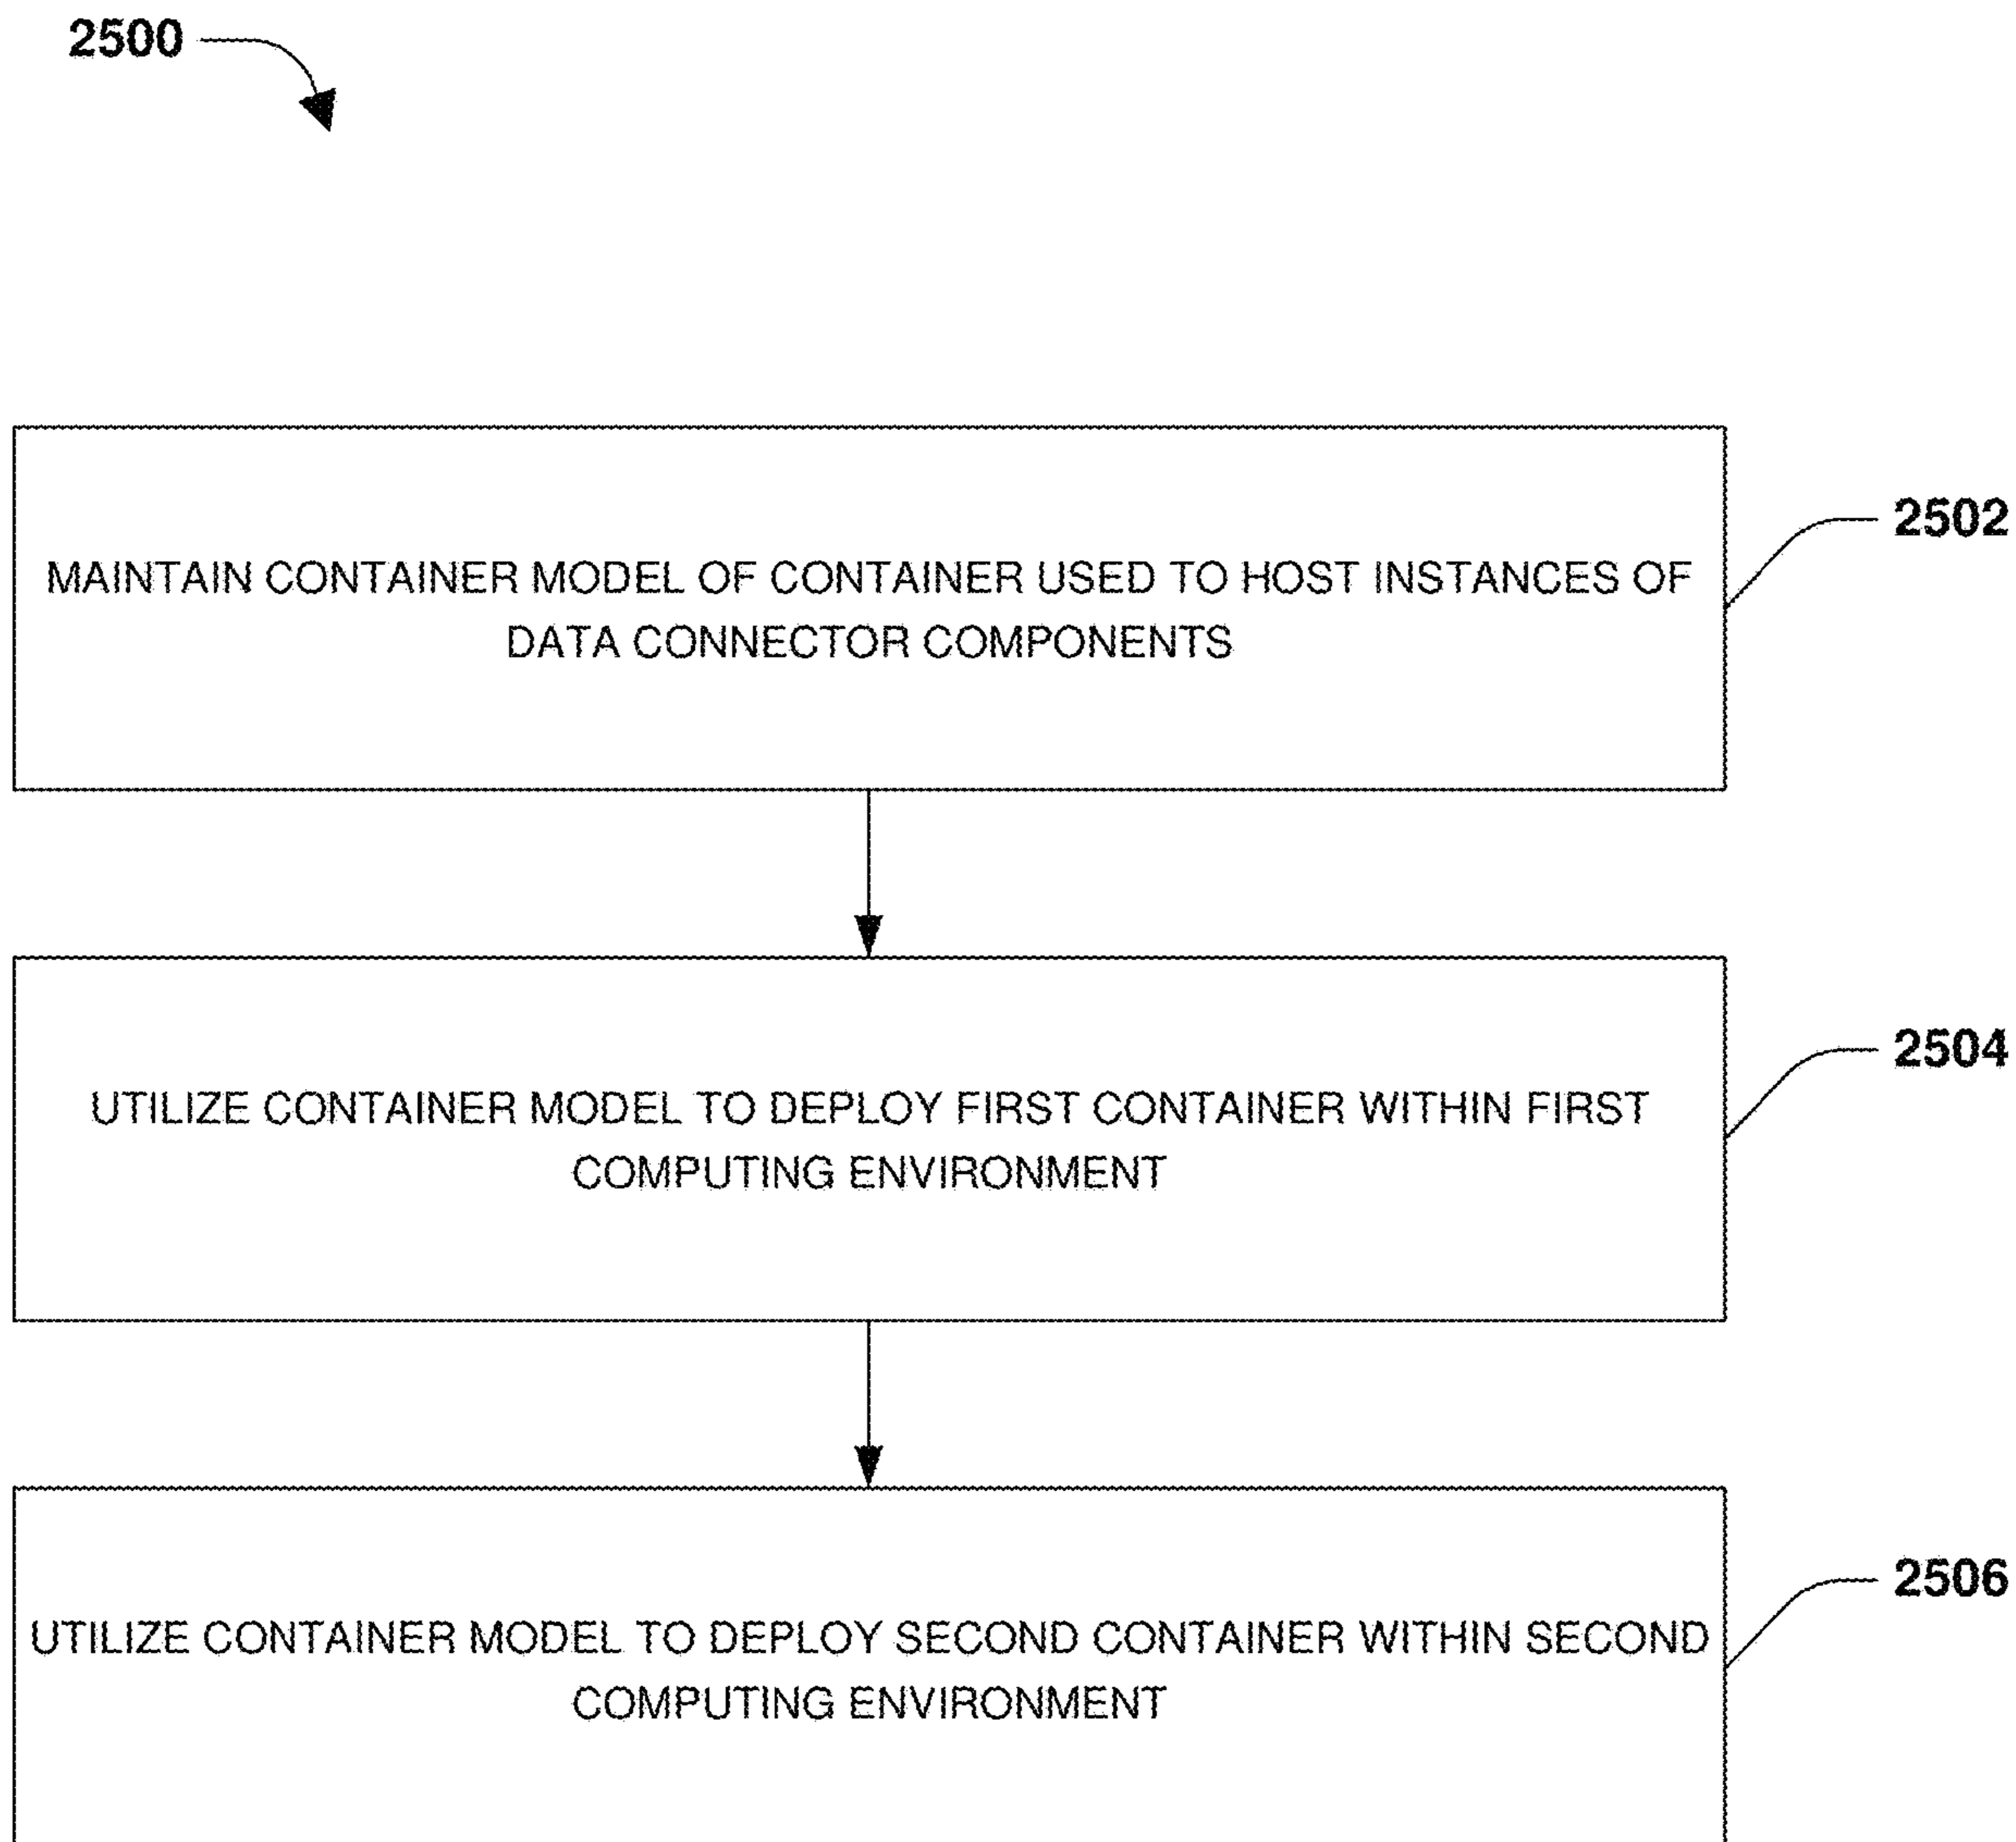 2500
MAINTAIN CONTAINER MODEL OF CONTAINER USED TO HOST INSTANCES OF
DATA CONNECTOR COMPONENTS
2502
UTILIZE CONTAINER MODEL TO DEPLOY FIRST CONTAINER WITHIN FIRST
COMPUTING ENVIRONMENT
2504
UTILIZE CONTAINER MODEL TO DEPLOY SECOND CONTAINER WITHIN SECOND
COMPUTING ENVIRONMENT
2506